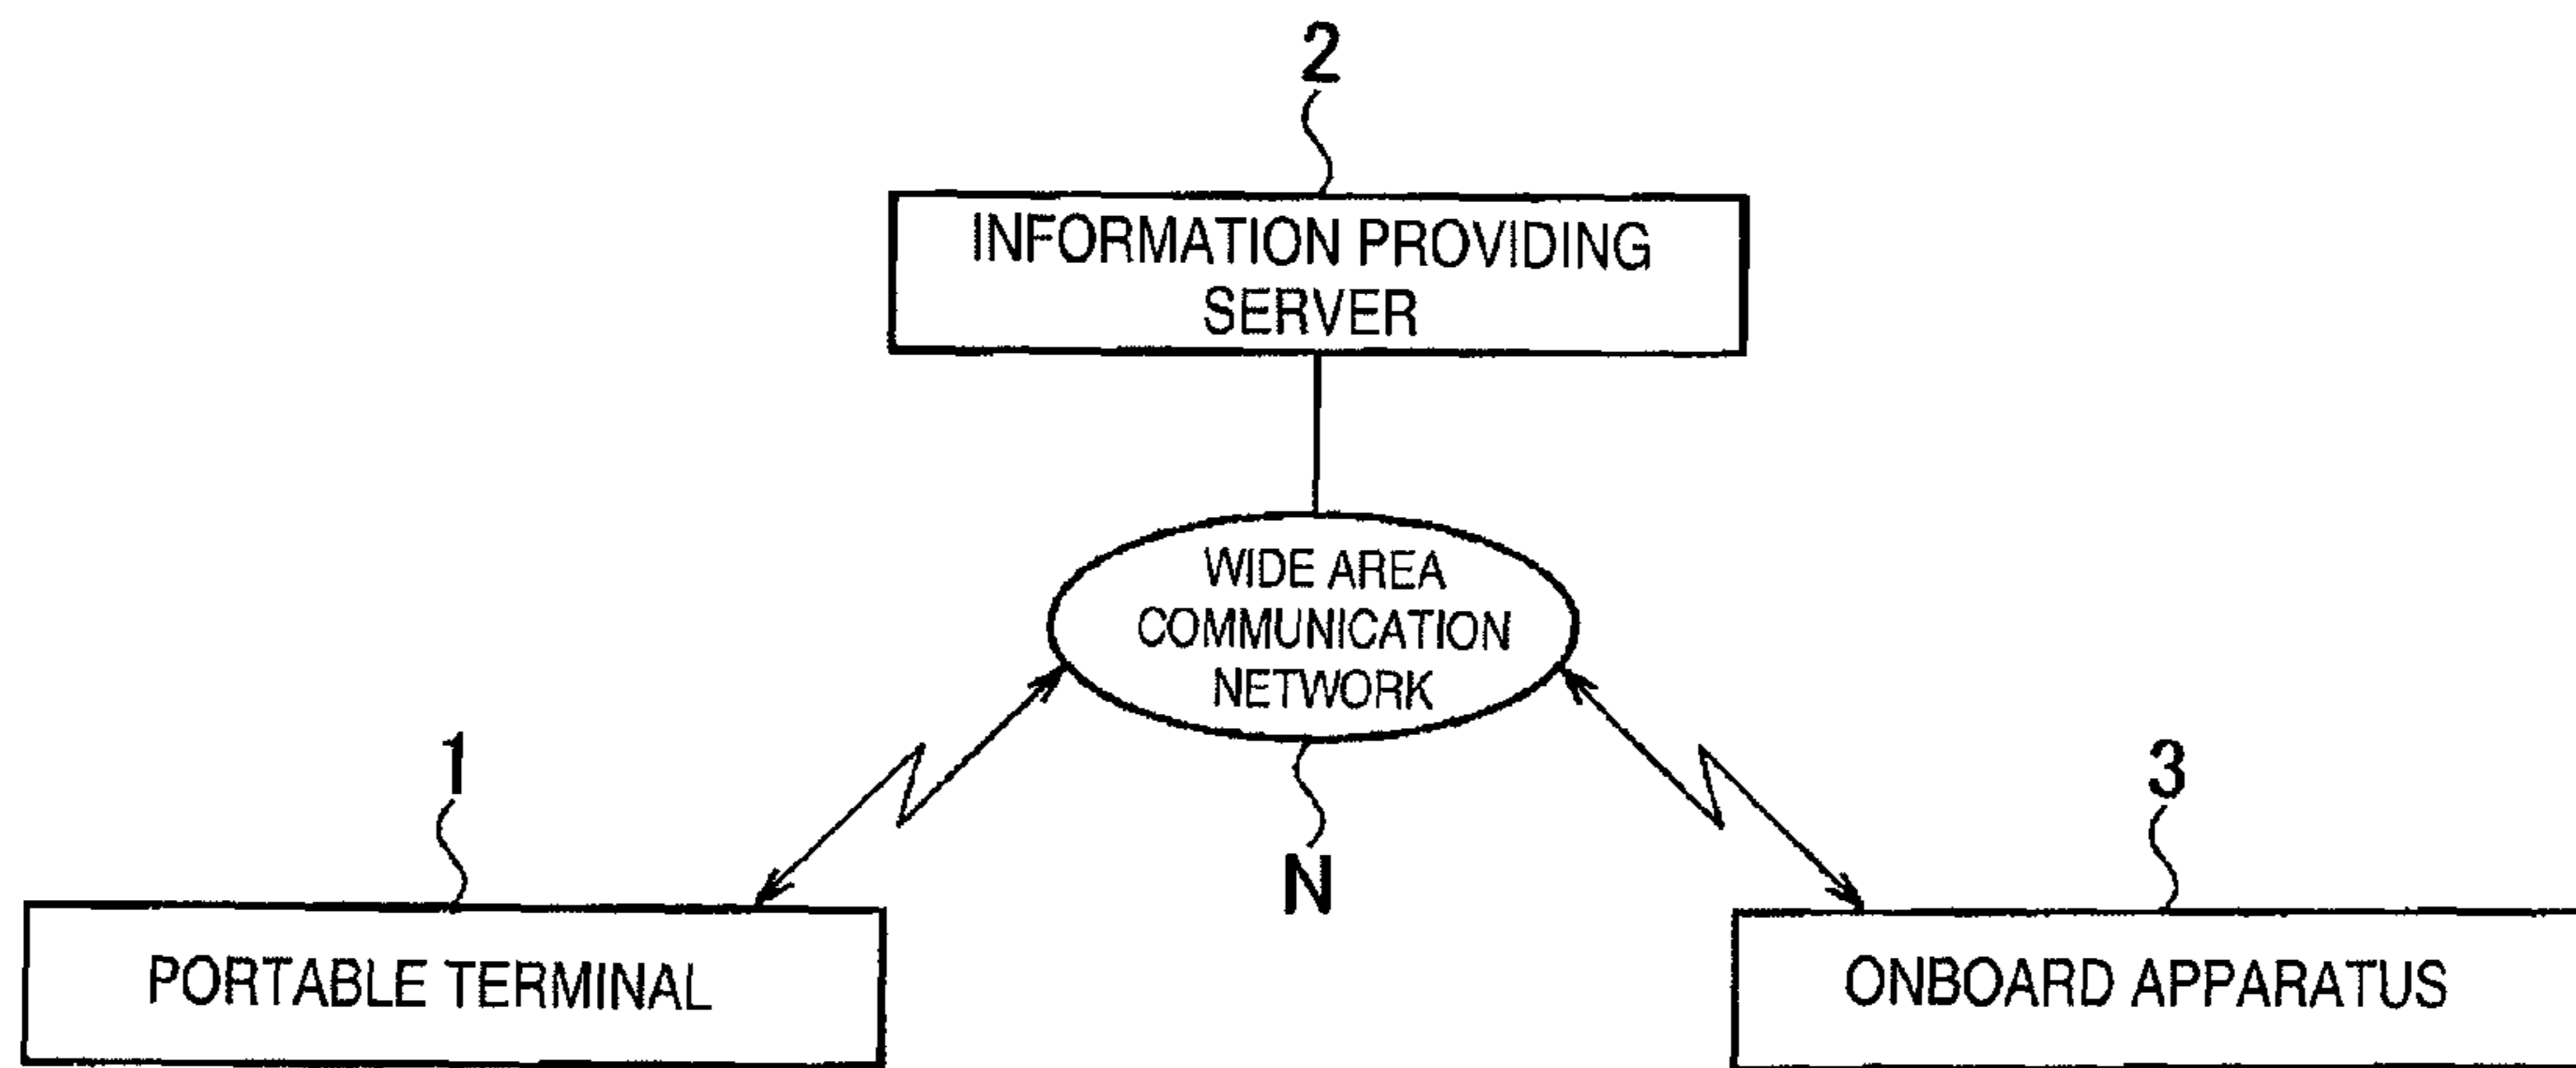 2
INFORMATION PROVIDING
SERVER
WIDE AREA
COMMUNICATION
NETWORK
N
1
PORTABLE TERMINAL
3
ONBOARD APPARATUS